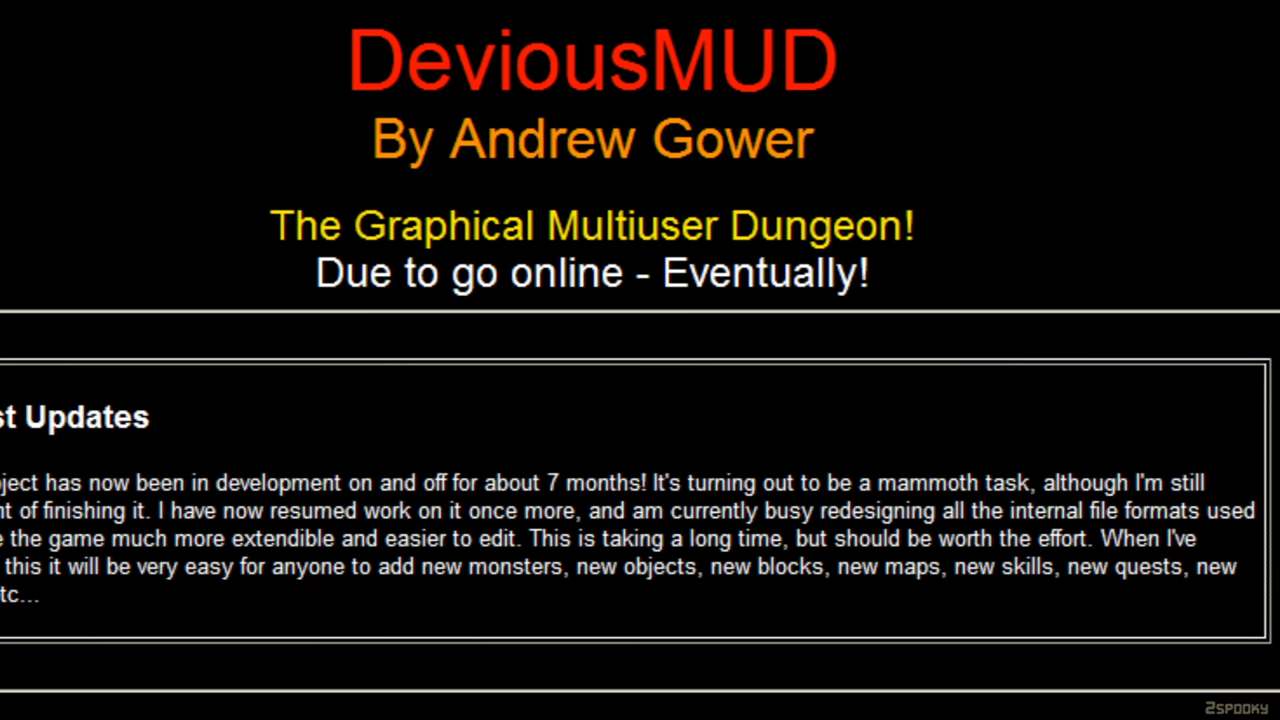 DeviousMUD
By Andrew Gower
The Graphical Multiuser Dungeon!
Due to go online - Eventually!
st Updates
ject has now been in development on and off for about 7 months! It's turning out to be a mammoth task, although I'm still
t of finishing it. I have now resumed work on it once more, and am currently busy redesigning all the internal file formats used
the game much more extendible and easier to edit. This is taking a long time, but should be worth the effort. When I've
this it will be very easy for anyone to add new monsters, new objects, new blocks, new maps, new skills, new quests, new
tc...
2SPOOKY